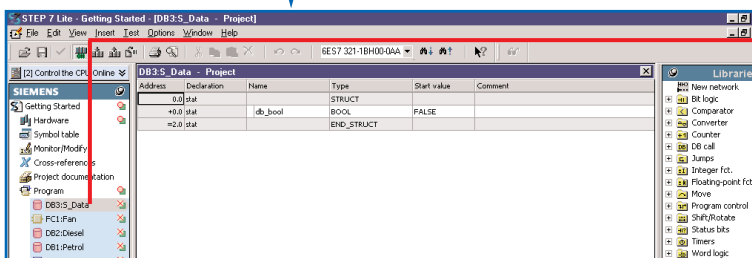 STEP 7 Lite - Getting Started - [DB3:S_Data - Project]
File Edit View Insert Test Options Window Help
6ES7 321-1BH00-0AA
[2] Control the CPU Online
DB3:S_Data - Project
Librarie
SIEMENS
Getting Started
Hardware
Symbol table
Monitor/Modify
Cross-references
Project documentation
Program
DB3:S_Data
FC1:Fan
DB2:Diesel
DB1:Petrol
Address Declaration Name Type Start value Comment
0.0 stat STRUCT
+0.0 stat db_bool BOOL FALSE
=2.0 stat END_STRUCT
New network
Bit logic
Comparator
Converter
Counter
DB call
Jumps
Integer fct.
Floating-point fct
Move
Program control
Shift/Rotate
Status bits
Timers
Word logic